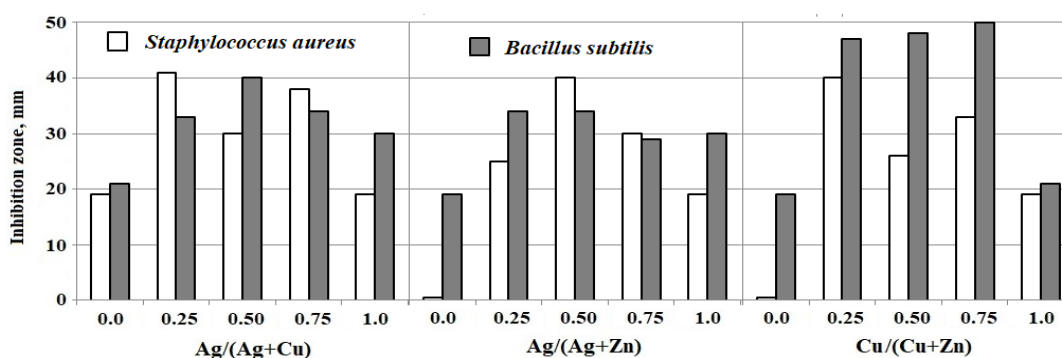 Inhibition zone, mm
50
40
30
20
10
0
Staphylococcus aureus
Bacillus subtilis
0.0 0.25 0.50 0.75 1.0 0.0 0.25 0.50 0.75 1.0 0.0 0.25 0.50 0.75 1.0
Ag/(Ag+Cu) Ag/(Ag+Zn) Cu/(Cu+Zn)